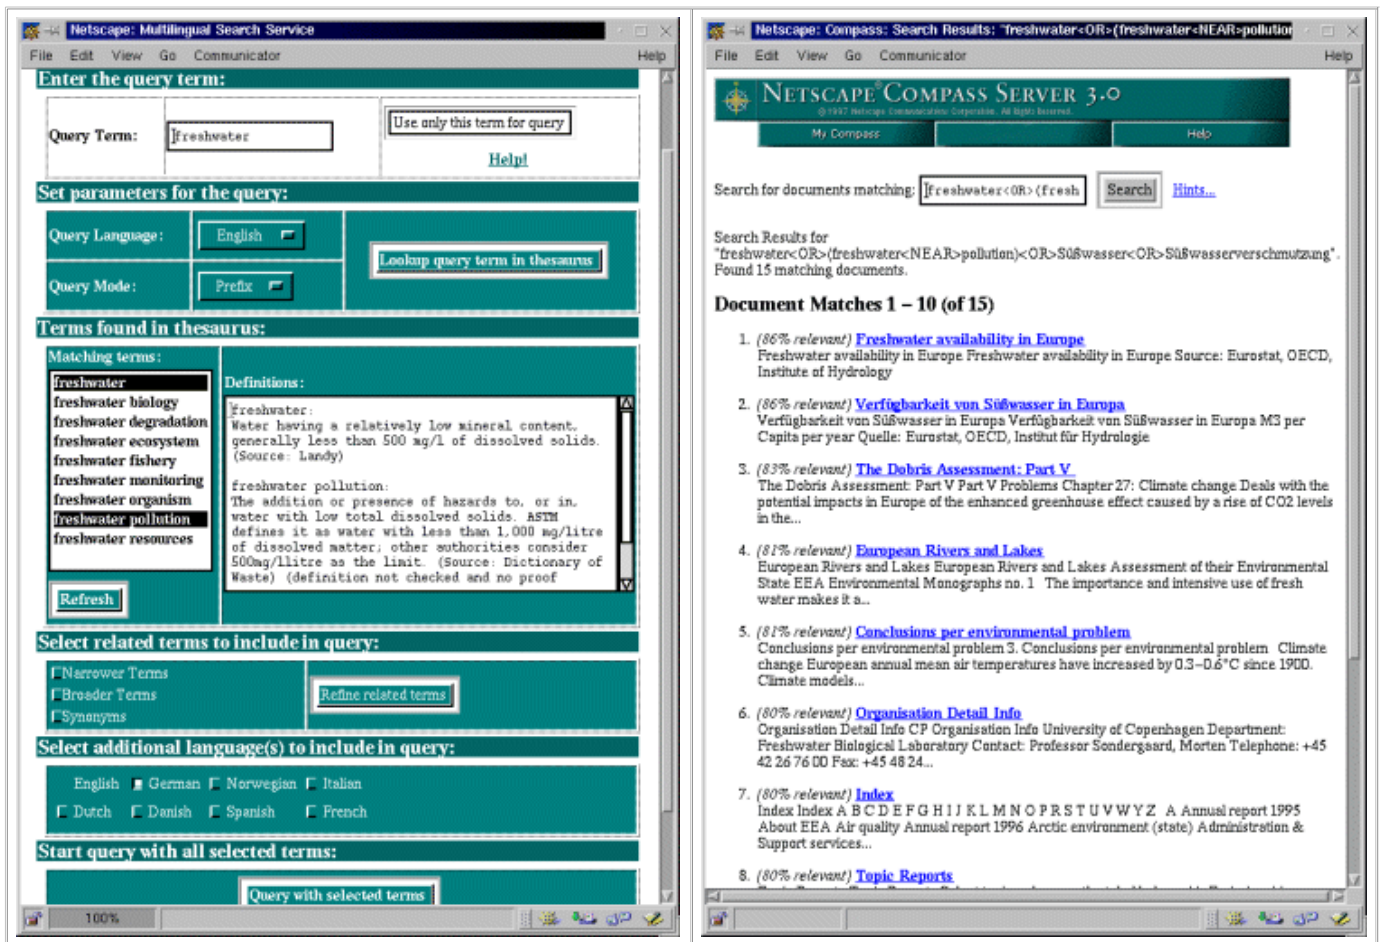 Netscape: Multilingual Search Service
File Edit View Go Communicator Help
Enter the query term:
Query Term: freshwater
Use only this term for query
Help!
Set parameters for the query:
Query Language: English
Lookup query term in thesaurus
Query Mode: Prefix
Terms found in thesaurus:
Matching terms:
freshwater
freshwater biology
freshwater degradation
freshwater ecosystem
freshwater fishery
freshwater monitoring
freshwater organism
freshwater pollution
freshwater resources
Refresh
Definitions:
freshwater:
Water having a relatively low mineral content,
generally less than 500 mg/l of dissolved solids.
(Source: Landy)
freshwater pollution:
The addition or presence of hazards to, or in,
water with low total dissolved solids. ASTM
defines it as water with less than 1,000 mg/litre
of dissolved matter; other authorities consider
500mg/llitre as the limit. (Source: Dictionary of
Waste) (definition not checked and no proof
Select related terms to include in query:
Narrower Terms
Broader Terms
Synonyms
Refine related terms
Select additional language(s) to include in query:
English German Norwegian Italian
Dutch Danish Spanish French
Start query with all selected terms:
Query with selected terms
100%
Netscape: Compass: Search Results: "freshwater<OR>(freshwater<NEAR>pollution
File Edit View Go Communicator Help
NETSCAPE COMPASS SERVER 3.0
© 1997 Netscape Communications Corporation. All Rights Reserved.
My Compass Help
Search for documents matching: freshwater<OR>(fresh Search Hints...
Search Results for
"freshwater<OR>(freshwater<NEAR>pollution)<OR>Süßwasser<OR>Süßwasserverschmutzung".
Found 15 matching documents.
Document Matches 1 – 10 (of 15)
1. (86% relevant) Freshwater availability in Europe
Freshwater availability in Europe Freshwater availability in Europe Source: Eurostat, OECD,
Institute of Hydrology
2. (86% relevant) Verfügbarkeit von Süßwasser in Europa
Verfügbarkeit von Süßwasser in Europa Verfügbarkeit von Süßwasser in Europa M3 per
Capita per year Quelle: Eurostat, OECD, Institut für Hydrologie
3. (83% relevant) The Dobris Assessment: Part V
The Dobris Assessment: Part V Part V Problems Chapter 27: Climate change Deals with the
potential impacts in Europe of the enhanced greenhouse effect caused by a rise of CO2 levels
in the...
4. (81% relevant) European Rivers and Lakes
European Rivers and Lakes European Rivers and Lakes Assessment of their Environmental
State EEA Environmental Monographs no. 1 The importance and intensive use of fresh
water makes it a...
5. (81% relevant) Conclusions per environmental problem
Conclusions per environmental problem 3. Conclusions per environmental problem Climate
change European annual mean air temperatures have increased by 0.3–0.6°C since 1900.
Climate models...
6. (80% relevant) Organisation Detail Info
Organisation Detail Info CP Organisation Info University of Copenhagen Department:
Freshwater Biological Laboratory Contact: Professor Sondergaard, Morten Telephone: +45
42 26 76 00 Fax: +45 48 24...
7. (80% relevant) Index
Index Index A B C D E F G H I J K L M N O P R S T U V W Y Z A Annual report 1995
About EEA Air quality Annual report 1996 Arctic environment (state) Administration &
Support services...
8. (80% relevant) Topic Reports